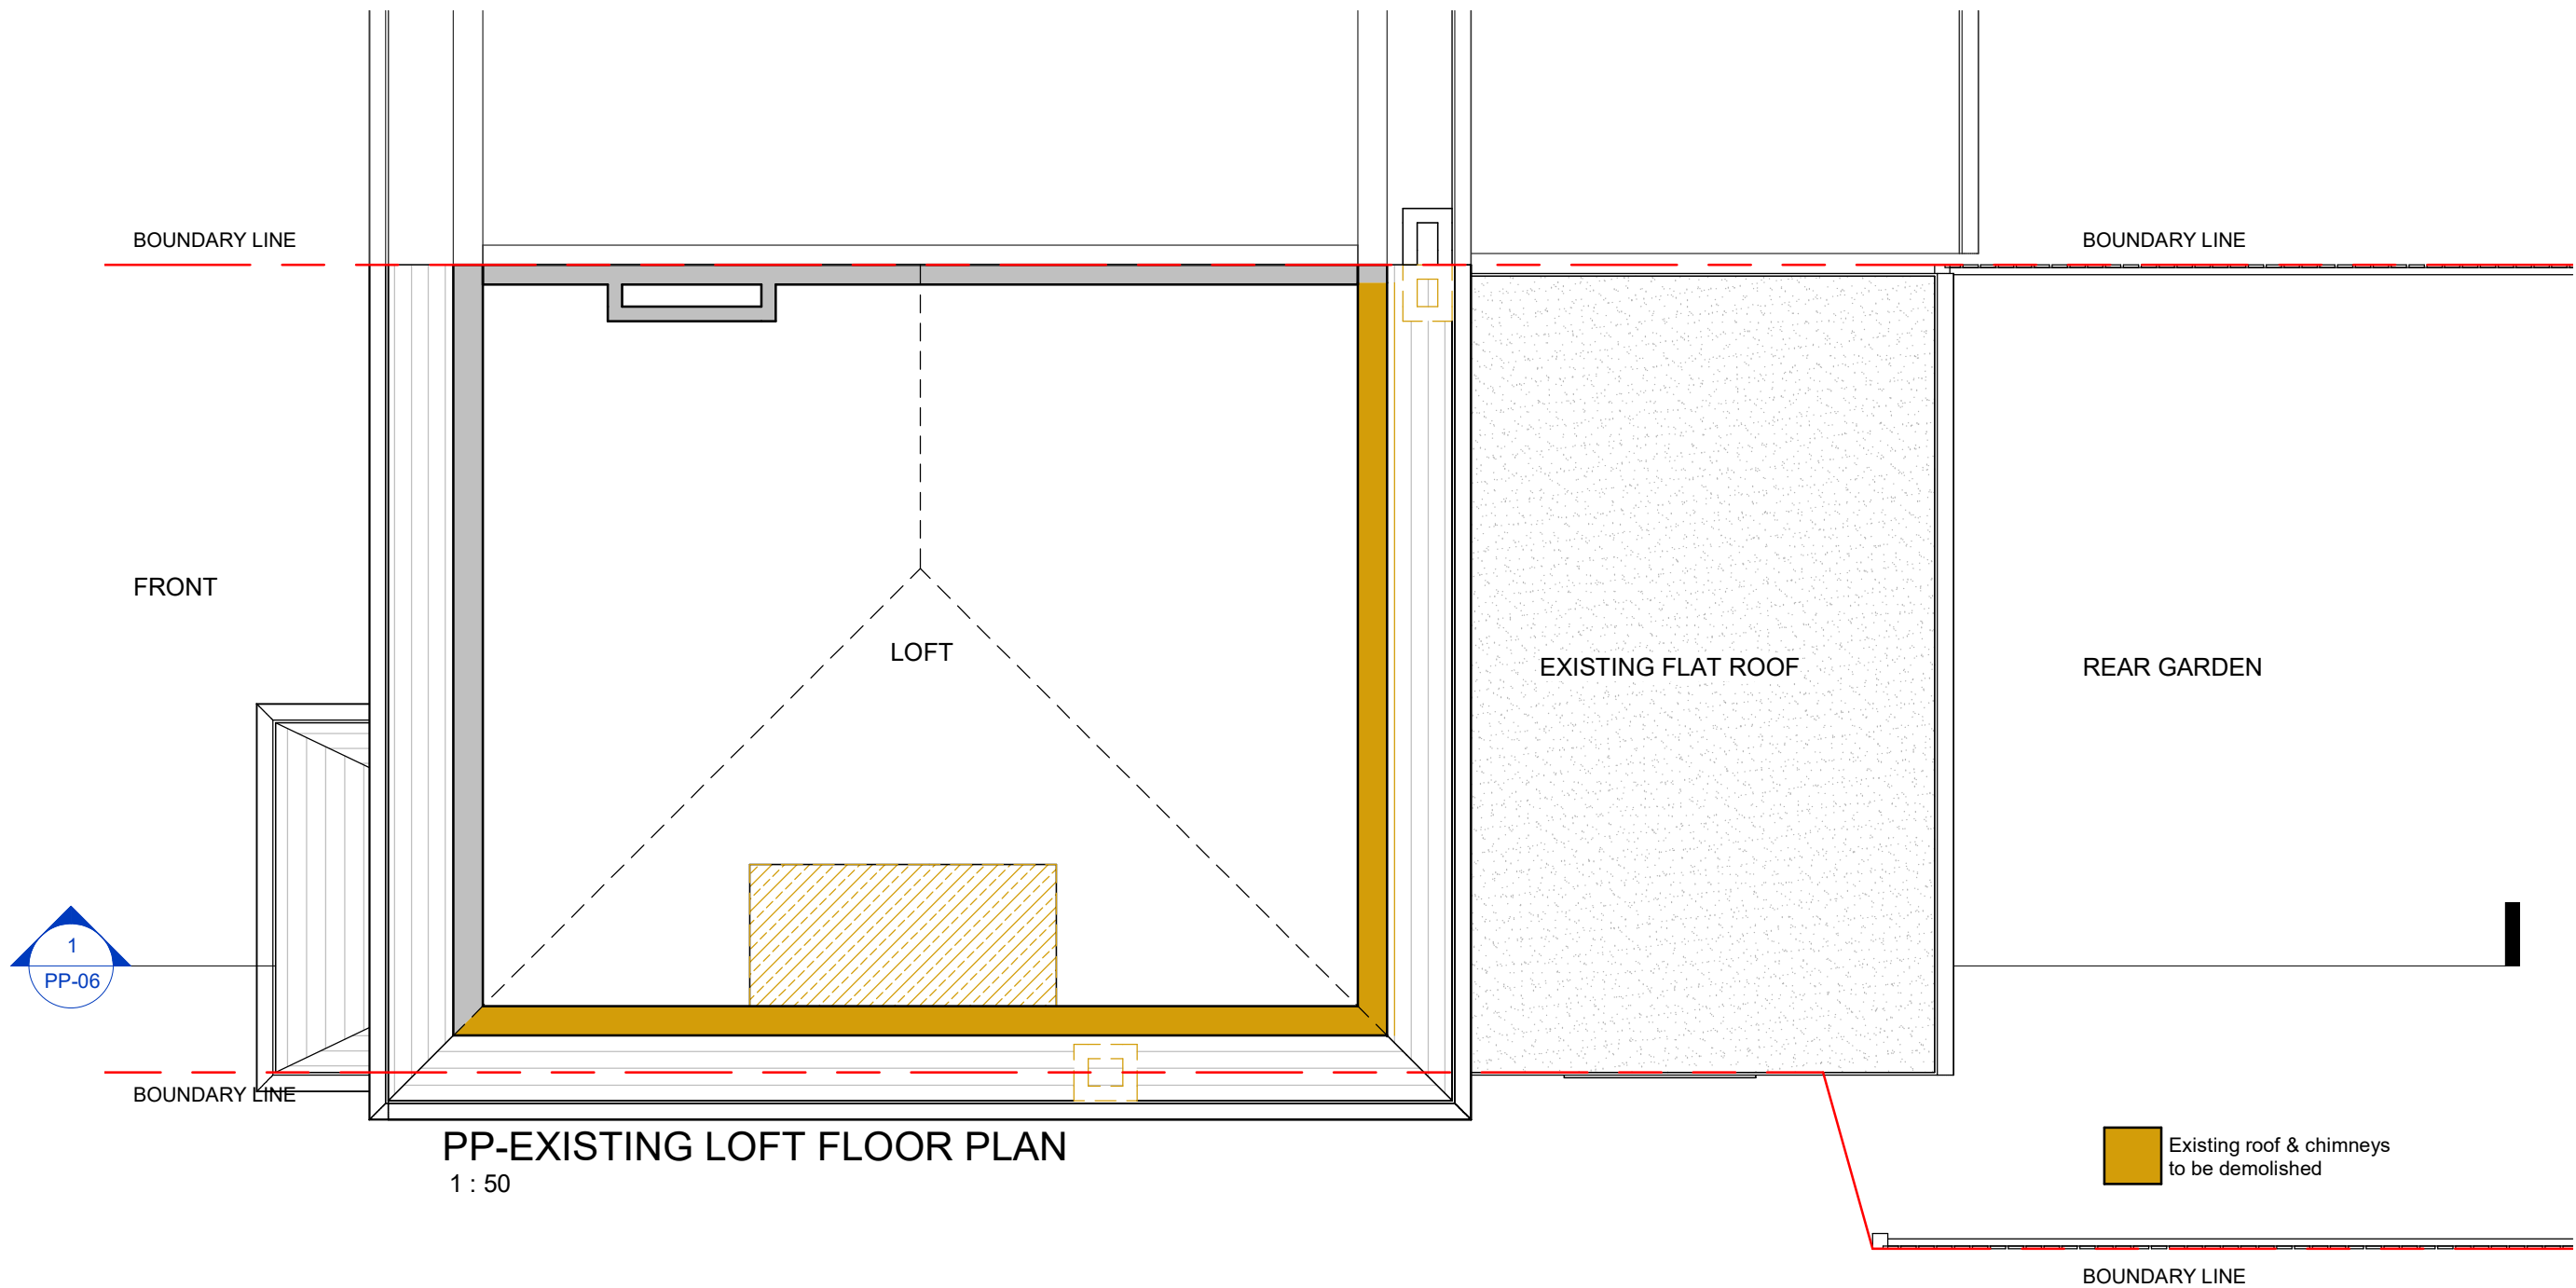 BOUNDARY LINE
BOUNDARY LINE
FRONT
LOFT
EXISTING FLAT ROOF
REAR GARDEN
1
PP-06
BOUNDARY LINE
PP-EXISTING LOFT FLOOR PLAN
1 : 50
Existing roof & chimneys
to be demolished
BOUNDARY LINE